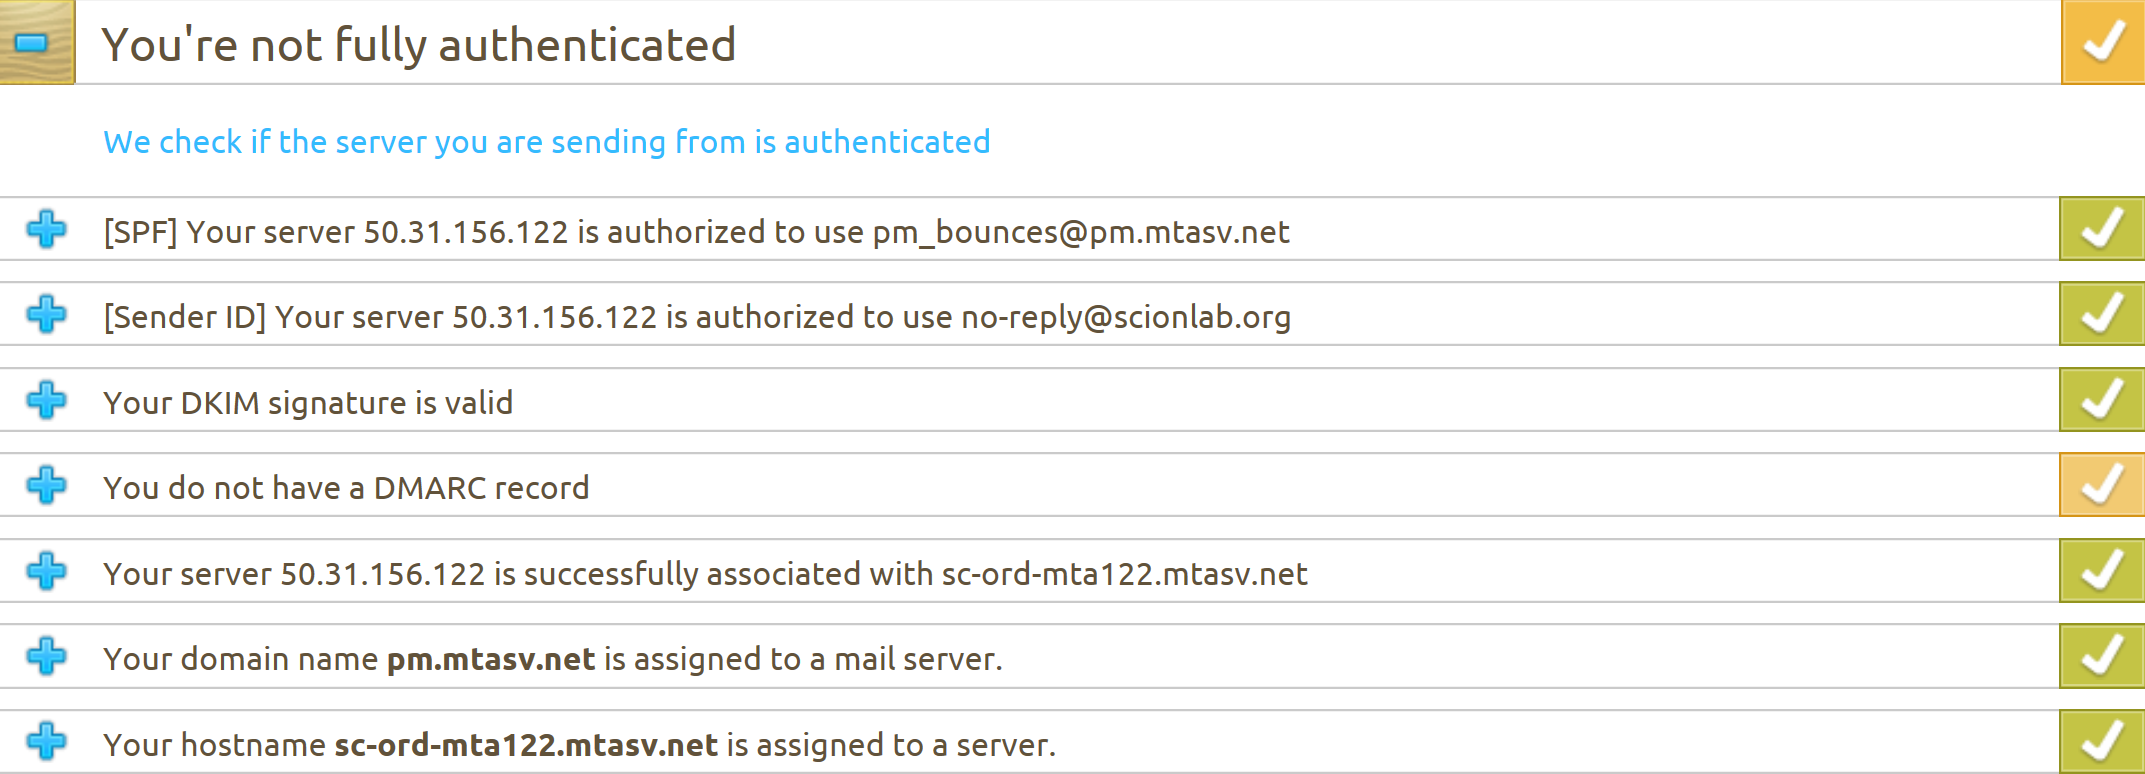 You're not fully authenticated
We check if the server you are sending from is authenticated
[SPF] Your server 50.31.156.122 is authorized to use pm_bounces@pm.mtasv.net
[Sender ID] Your server 50.31.156.122 is authorized to use no-reply@scionlab.org
Your DKIM signature is valid
You do not have a DMARC record
Your server 50.31.156.122 is successfully associated with sc-ord-mta122.mtasv.net
Your domain name pm.mtasv.net is assigned to a mail server.
Your hostname sc-ord-mta122.mtasv.net is assigned to a server.